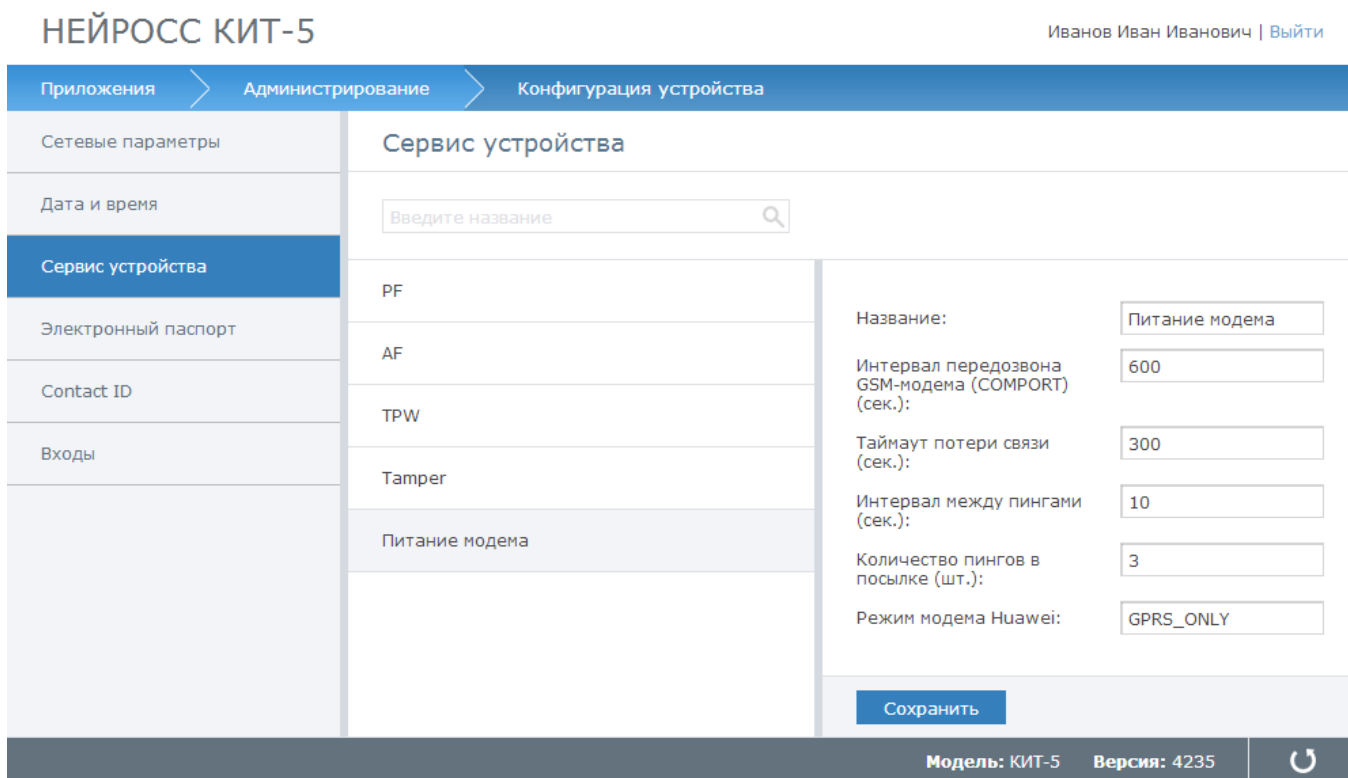 НЕЙРОСС КИТ-5
Иванов Иван Иванович | Выйти
Приложения
Администрирование
Конфигурация устройства
Сетевые параметры
Дата и время
Сервис устройства
Электронный паспорт
Contact ID
Входы
Сервис устройства
Введите название
PF
AF
TPW
Tamper
Питание модема
Название:
Питание модема
Интервал передозвона
GSM-модема (COMPORT)
(сек.):
600
Таймаут потери связи
(сек.):
300
Интервал между пингами
(сек.):
10
Количество пингов в
посылке (шт.):
3
Режим модема Huawei:
GPRS_ONLY
Сохранить
Модель: КИТ-5
Версия: 4235